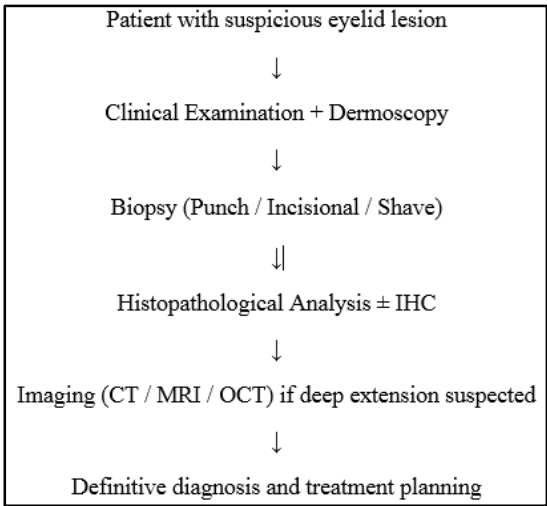 Patient with suspicious eyelid lesion
↓
Clinical Examination + Dermoscopy
↓
Biopsy (Punch / Incisional / Shave)
↓|
Histopathological Analysis ± IHC
↓
Imaging (CT / MRI / OCT) if deep extension suspected
↓
Definitive diagnosis and treatment planning